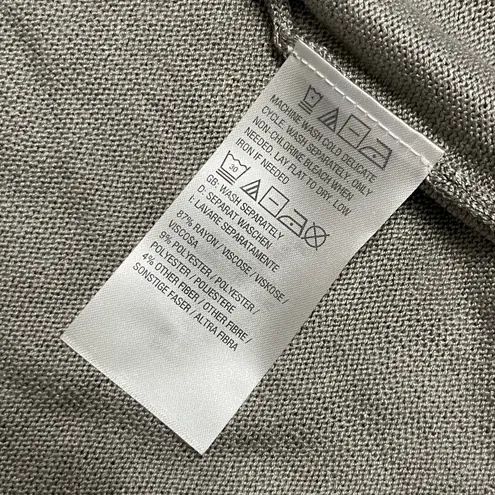 MACHINE WASH COLD DELICATE
CYCLE. WASH SEPARATELY. ONLY
NON-CHLORINE BLEACH WHEN
NEEDED. LAY FLAT TO DRY. LOW
IRON IF NEEDED
30
GB: WASH SEPARATELY
D: SEPARAT WASCHEN
I: LAVARE SEPARATAMENTE
87% RAYON / VISCOSE / VISKOSE /
VISCOSA
9% POLYESTER / POLYESTER /
POLYESTER / POLIESTERE
4% OTHER FIBER / OTHER FIBRE /
SONSTIGE FASER / ALTRA FIBRA